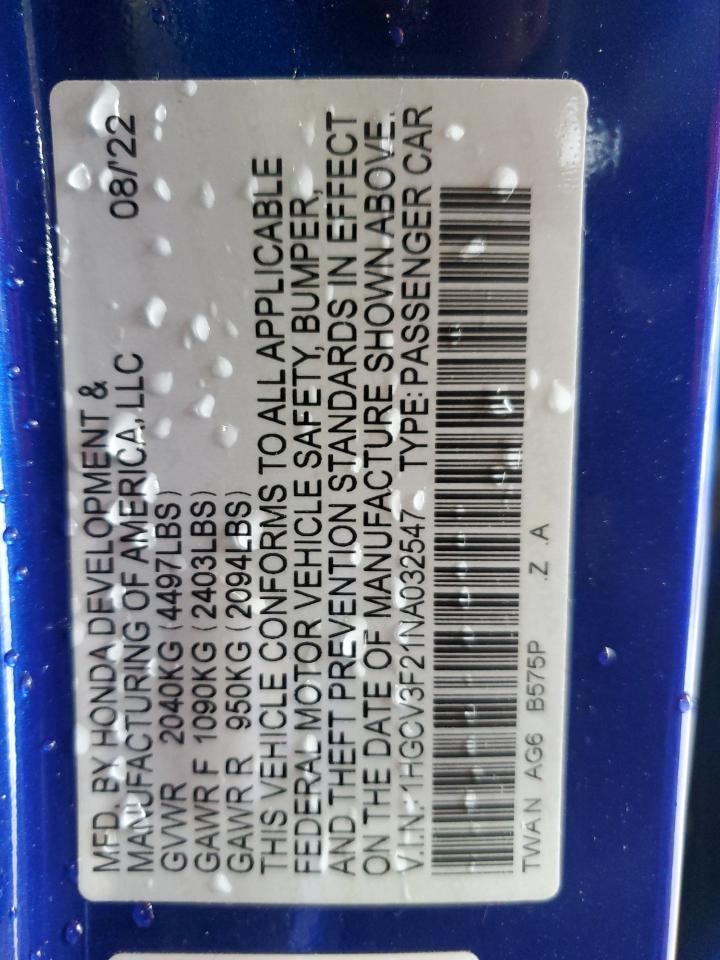 MFD. BY HONDA DEVELOPMENT &
MANUFACTURING OF AMERICA, LLC 08/'22
GVWR 2040KG (4497LBS)
GAWR F 1090KG (2403LBS)
GAWR R 950KG (2094LBS)
THIS VEHICLE CONFORMS TO ALL APPLICABLE
FEDERAL MOTOR VEHICLE SAFETY, BUMPER,
AND THEFT PREVENTION STANDARDS IN EFFECT
ON THE DATE OF MANUFACTURE SHOWN ABOVE.
V.I.N.: 1HGCV3F21NA032547 TYPE: PASSENGER CAR
TWAN AG6 B575P .Z .A